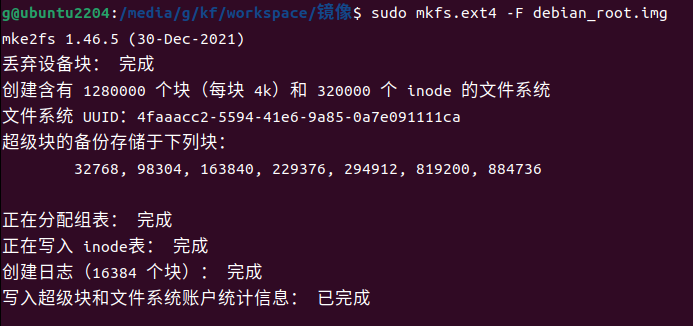 g@ubuntu2204:/media/g/kf/workspace/镜像$ sudo mkfs.ext4 -F debian_root.img
mke2fs 1.46.5 (30-Dec-2021)
丢弃设备块： 完成
创建含有 1280000 个块（每块 4k）和 320000 个 inode 的文件系统
文件系统 UUID：4faaacc2-5594-41e6-9a85-0a7e091111ca
超级块的备份存储于下列块：
32768, 98304, 163840, 229376, 294912, 819200, 884736
正在分配组表： 完成
正在写入 inode表： 完成
创建日志（16384 个块）： 完成
写入超级块和文件系统账户统计信息： 已完成